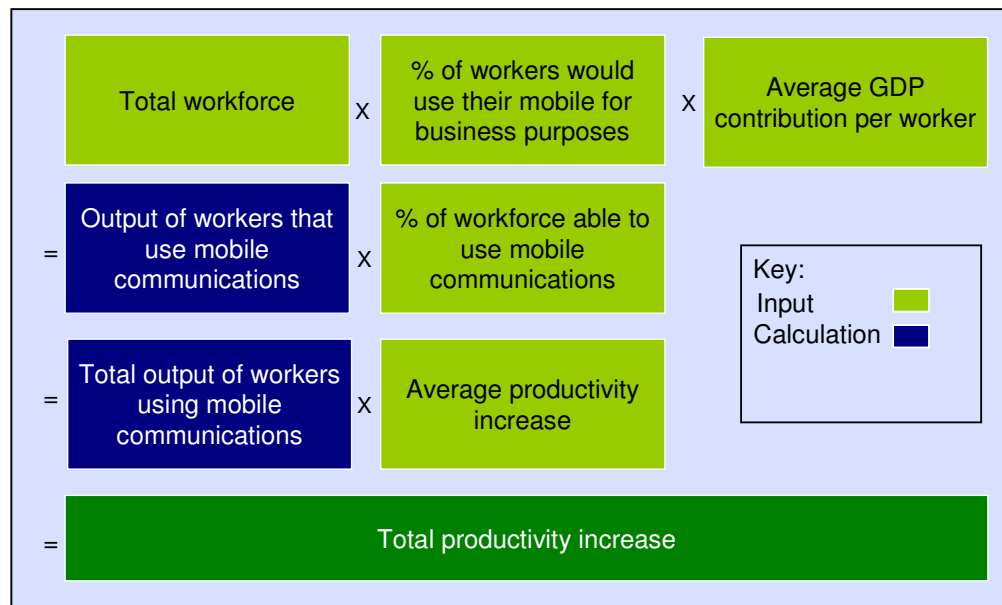 Total workforce
X
% of workers would
use their mobile for
business purposes
X
Average GDP
contribution per worker
=
Output of workers that
use mobile
communications
X
% of workforce able to
use mobile
communications
Key:
Input
Calculation
=
Total output of workers
using mobile
communications
X
Average productivity
increase
=
Total productivity increase